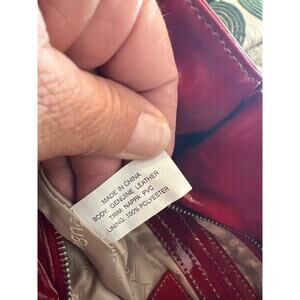 MADE IN CHINA
BODY: GENUINE LEATHER
TRIM: NAPPA PVC
LINING: 100% POLYESTER